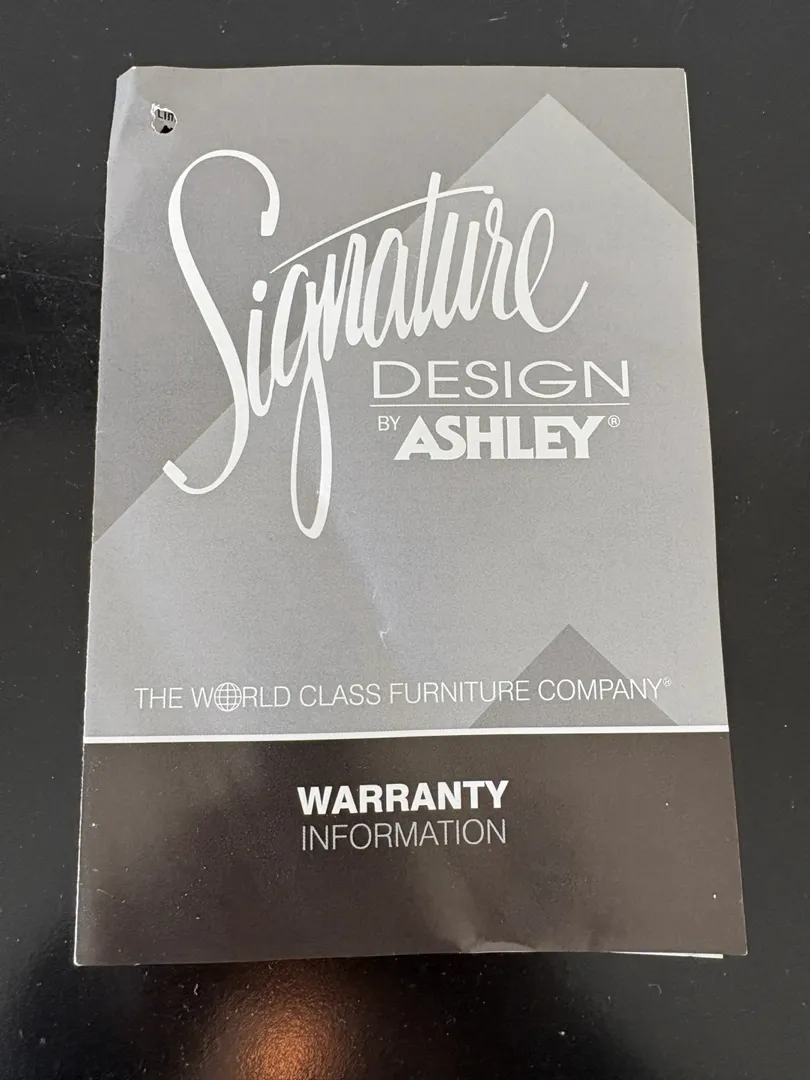 Signature
DESIGN
BY ASHLEY®
THE WORLD CLASS FURNITURE COMPANY®
WARRANTY
INFORMATION